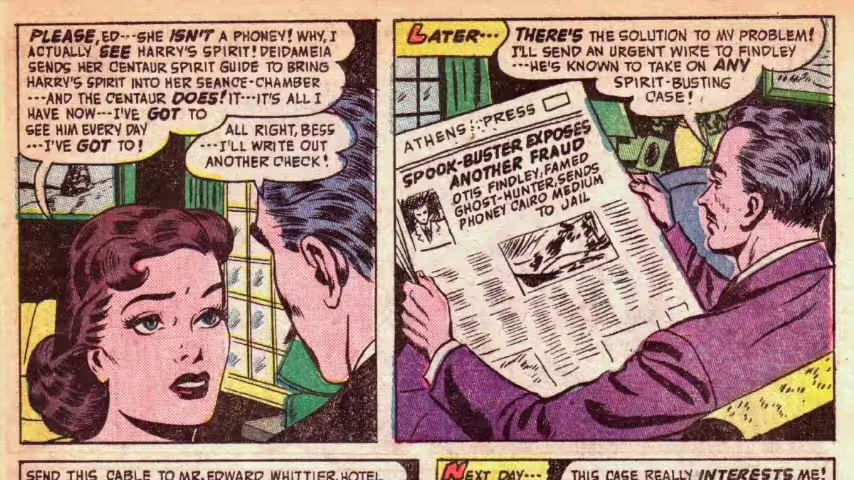 PLEASE, ED---SHE ISN'T A PHONEY! WHY, I
ACTUALLY SEE HARRY'S SPIRIT! DEIDAMEIA
SENDS HER CENTAUR SPIRIT GUIDE TO BRING
HARRY'S SPIRIT INTO HER SEANCE-CHAMBER
---AND THE CENTAUR DOES! IT---IT'S ALL I
HAVE NOW---I'VE GOT TO
SEE HIM EVERY DAY
---I'VE GOT TO!
ALL RIGHT, BESS
---I'LL WRITE OUT
ANOTHER CHECK!
LATER---
THERE'S THE SOLUTION TO MY PROBLEM!
I'LL SEND AN URGENT WIRE TO FINDLEY
---HE'S KNOWN TO TAKE ON ANY
SPIRIT-BUSTING
CASE!
ATHENS PRESS
SPOOK-BUSTER EXPOSES
ANOTHER FRAUD
OTIS FINDLEY, FAMED
GHOST-HUNTER, SENDS
PHONEY CAIRO MEDIUM
TO JAIL
SEND THIS CABLE TO MR. EDWARD WHITTIER, HOTEL
NEXT DAY---
THIS CASE REALLY INTERESTS ME!